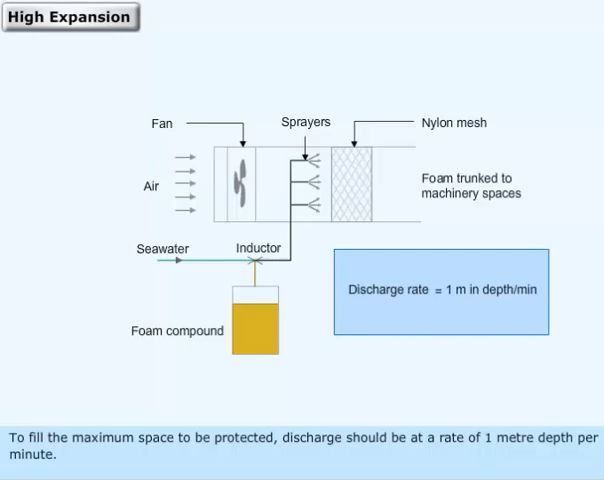 High Expansion
Fan
Sprayers
Nylon mesh
Air
Foam trunked to
machinery spaces
Seawater
Inductor
Discharge rate = 1 m in depth/min
Foam compound
To fill the maximum space to be protected, discharge should be at a rate of 1 metre depth per
minute.